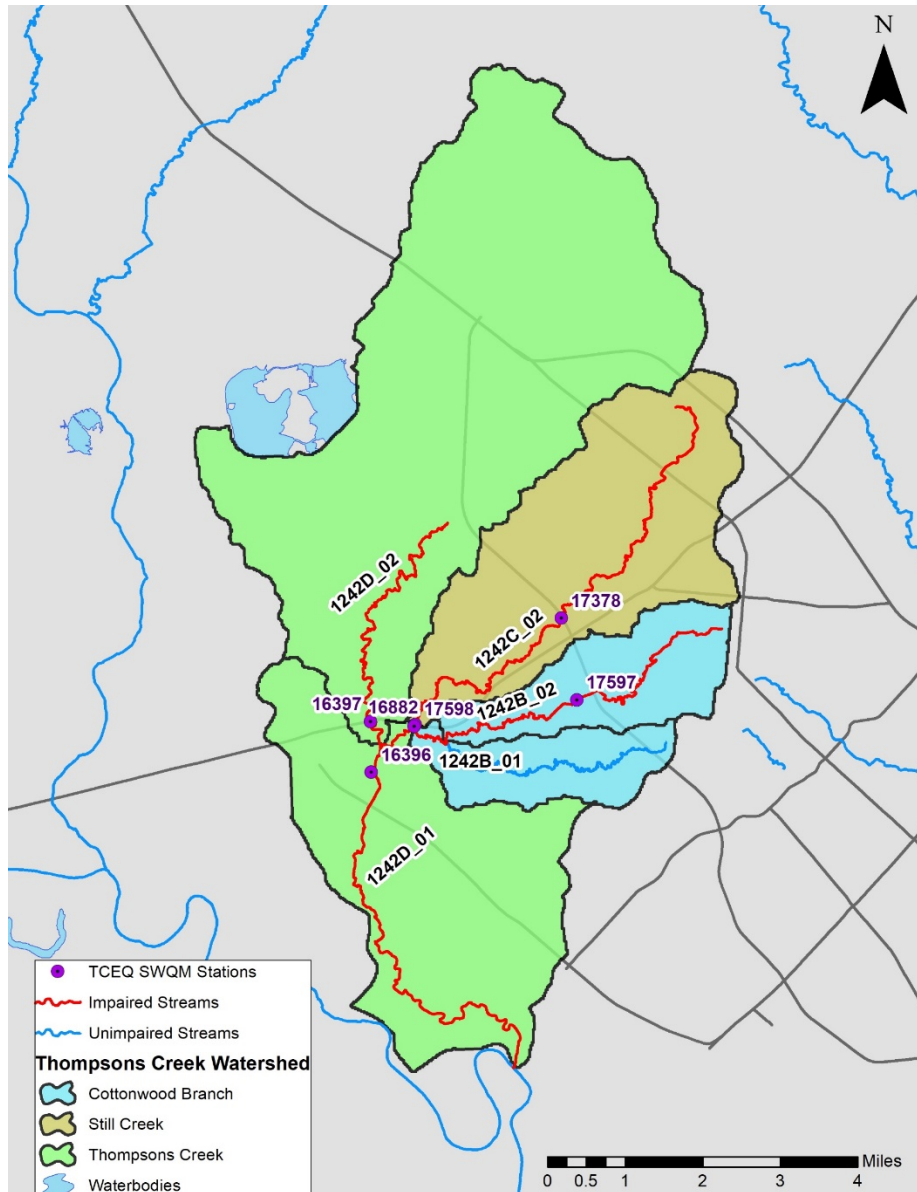 N
1242D_02
17378
1242C_02
17597
1242B_02
16397
16882
17598
1242B_01
16396
1242D_01
TCEQ SWQM Stations
Impaired Streams
Unimpaired Streams
Thompsons Creek Watershed
Cottonwood Branch
Still Creek
Thompsons Creek
Waterbodies
Miles
0 0.5 1 2 3 4